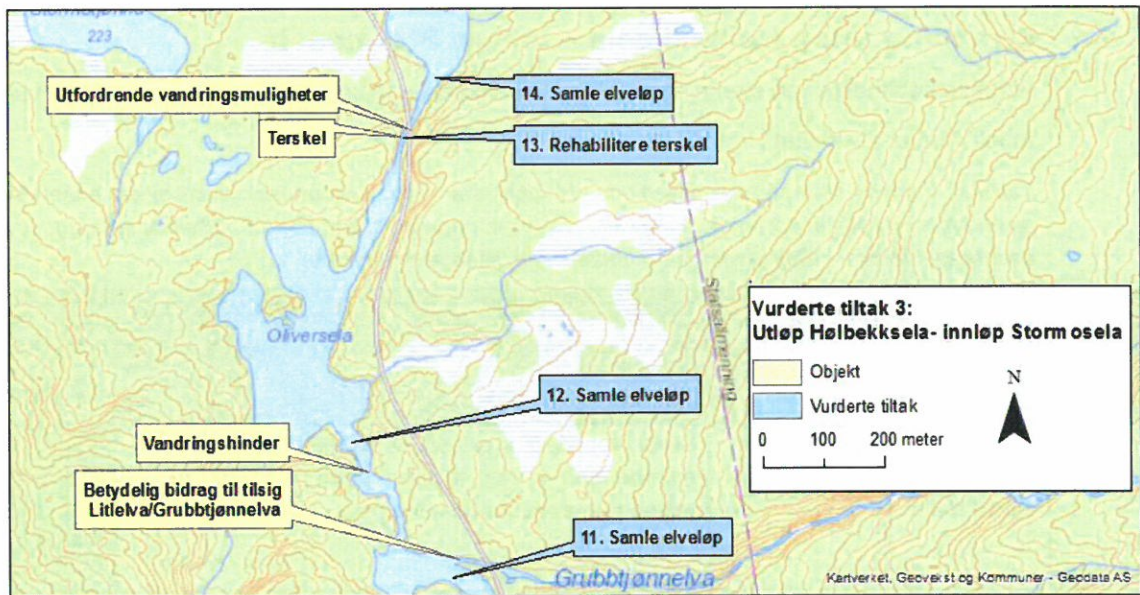 223
Utfordrende vandringsmuligheter
14. Samle elveløp
Terskel
13. Rehabilitere terskel
Oliversela
Vurderte tiltak 3:
Utløp Hølbekksela- innløp Stormosela
Objekt
Vurderte tiltak
N
0 100 200 meter
12. Samle elveløp
Vandringshinder
Betydelig bidrag til tilsig
Litlelva/Grubbtjønnelva
11. Samle elveløp
Grubbtjønnelva
Kartverket, Geovekst og Kommuner - Geodata AS